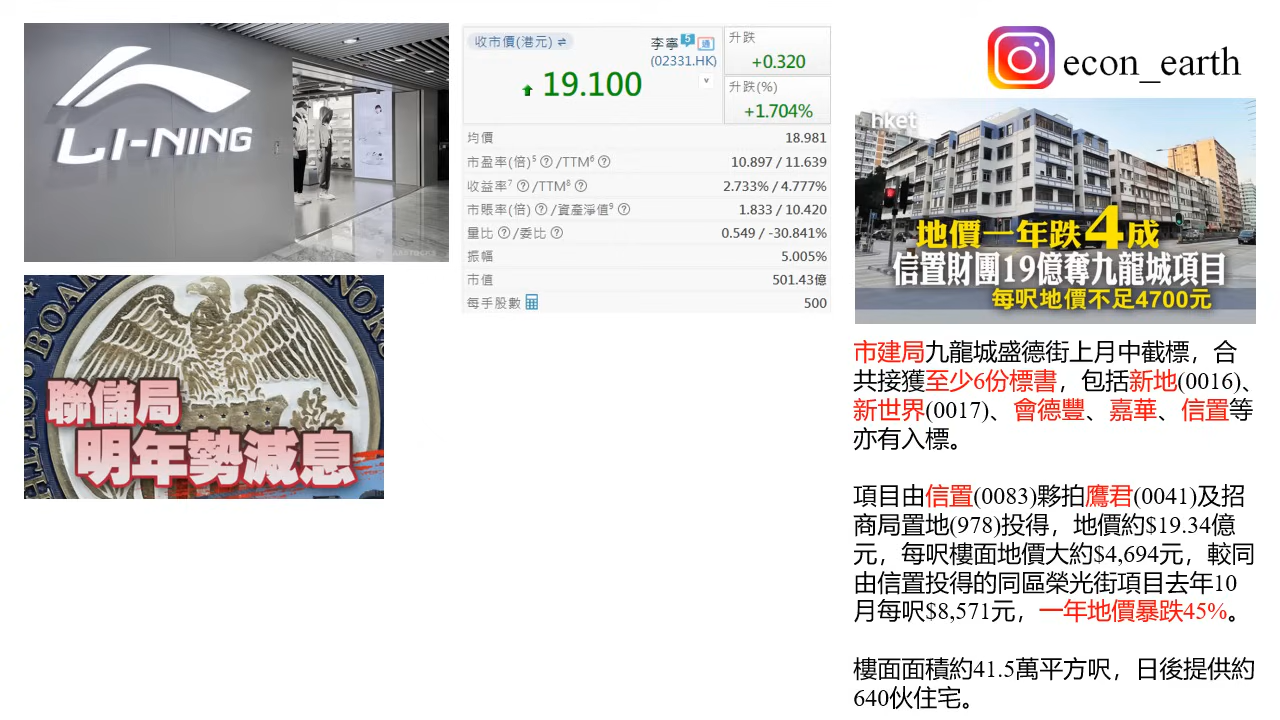 LI-NING
收市價(港元) ⇌
李寧
(02331.HK)
19.100
升跌
+0.320
升跌(%)
+1.704%
均價 18.981
市盈率(倍)5 /TTM6 10.897 / 11.639
收益率7 /TTM8 2.733% / 4.777%
市賬率(倍) /資產淨值9 1.833 / 10.420
量比 /委比 0.549 / -30.841%
振幅 5.005%
市值 501.43億
每手股數 500
聯儲局
明年勢減息
econ_earth
hket
地價一年跌4成
信置財團19億奪九龍城項目
每呎地價不足4700元
市建局九龍城盛德街上月中截標，合
共接獲至少6份標書，包括新地(0016)、
新世界(0017)、會德豐、嘉華、信置等
亦有入標。
項目由信置(0083)夥拍鷹君(0041)及招
商局置地(978)投得，地價約$19.34億
元，每呎樓面地價大約$4,694元，較同
由信置投得的同區榮光街項目去年10
月每呎$8,571元，一年地價暴跌45%。
樓面面積約41.5萬平方呎，日後提供約
640伙住宅。